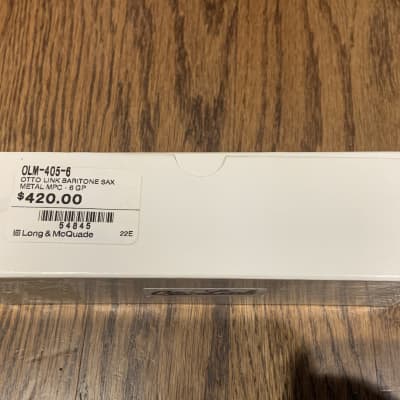 OLM-405-6
OTTO LINK BARITONE SAX
METAL MPC - 6 GP
$420.00
54845
Long & McQuade 22E